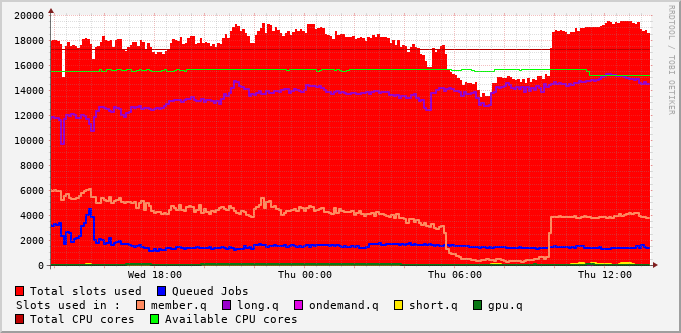 20000
18000
16000
14000
12000
10000
8000
6000
4000
2000
0
Wed 18:00 Thu 00:00 Thu 06:00 Thu 12:00
RRDTOOL / TOBI OETIKER
Total slots used Queued Jobs
Slots used in : member.q long.q ondemand.q short.q gpu.q
Total CPU cores Available CPU cores